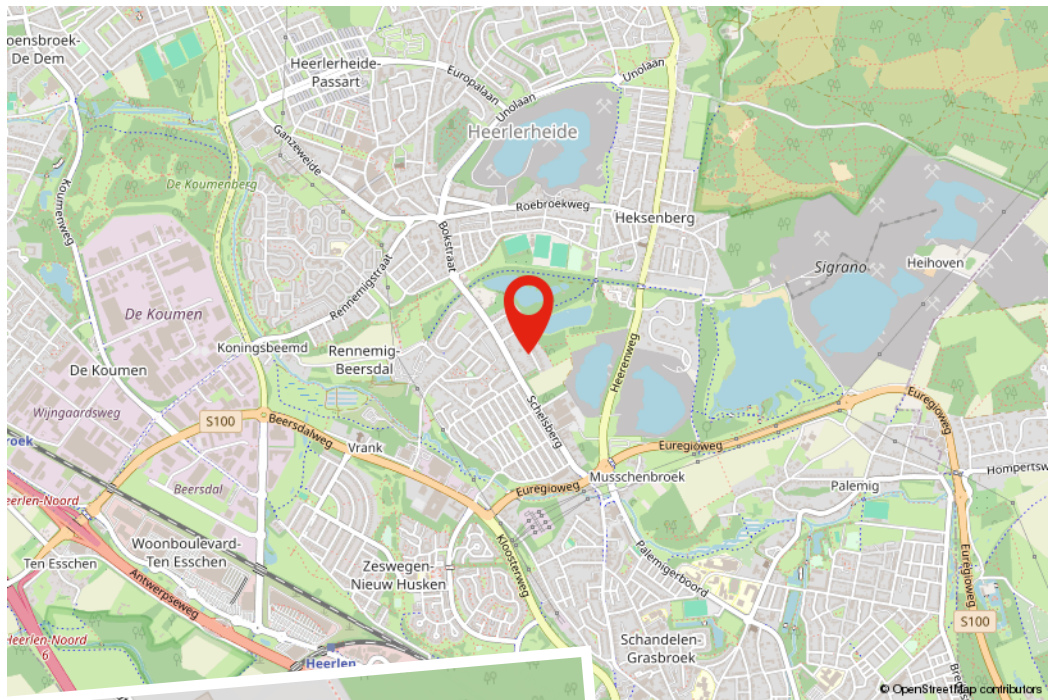 oensbroek-
De Dem
Heerlerheide-
Passart
Europalaan
Unolaan
Unolaan
Ganzeweide
Heerlerheide
Koumenweg
De Koumenberg
Roebroekweg
Heksenberg
Bokstraat
Rennemigstraat
Sigrano
Heihoven
De Koumen
Koningsbeemd
Rennemig-
Beersdal
De Koumen
Heerenweg
Wijngaardsweg
S100
Beersdalweg
Schelsberg
Euregioweg
Euregioweg
roek
Vrank
Musschenbroek
Hompertsw
Beersdal
Euregioweg
Palemig
Heerlen-Noord
Woonboulevard-
Ten Esschen
Ten Esschen
Zeswegen-
Nieuw Husken
Kloosterweg
Palemigerboord
Euregioweg
Antwerpseweg
S100
Heerlen-Noord
6
Schandelen-
Grasbroek
Heerlen
© OpenStreetMap contributors